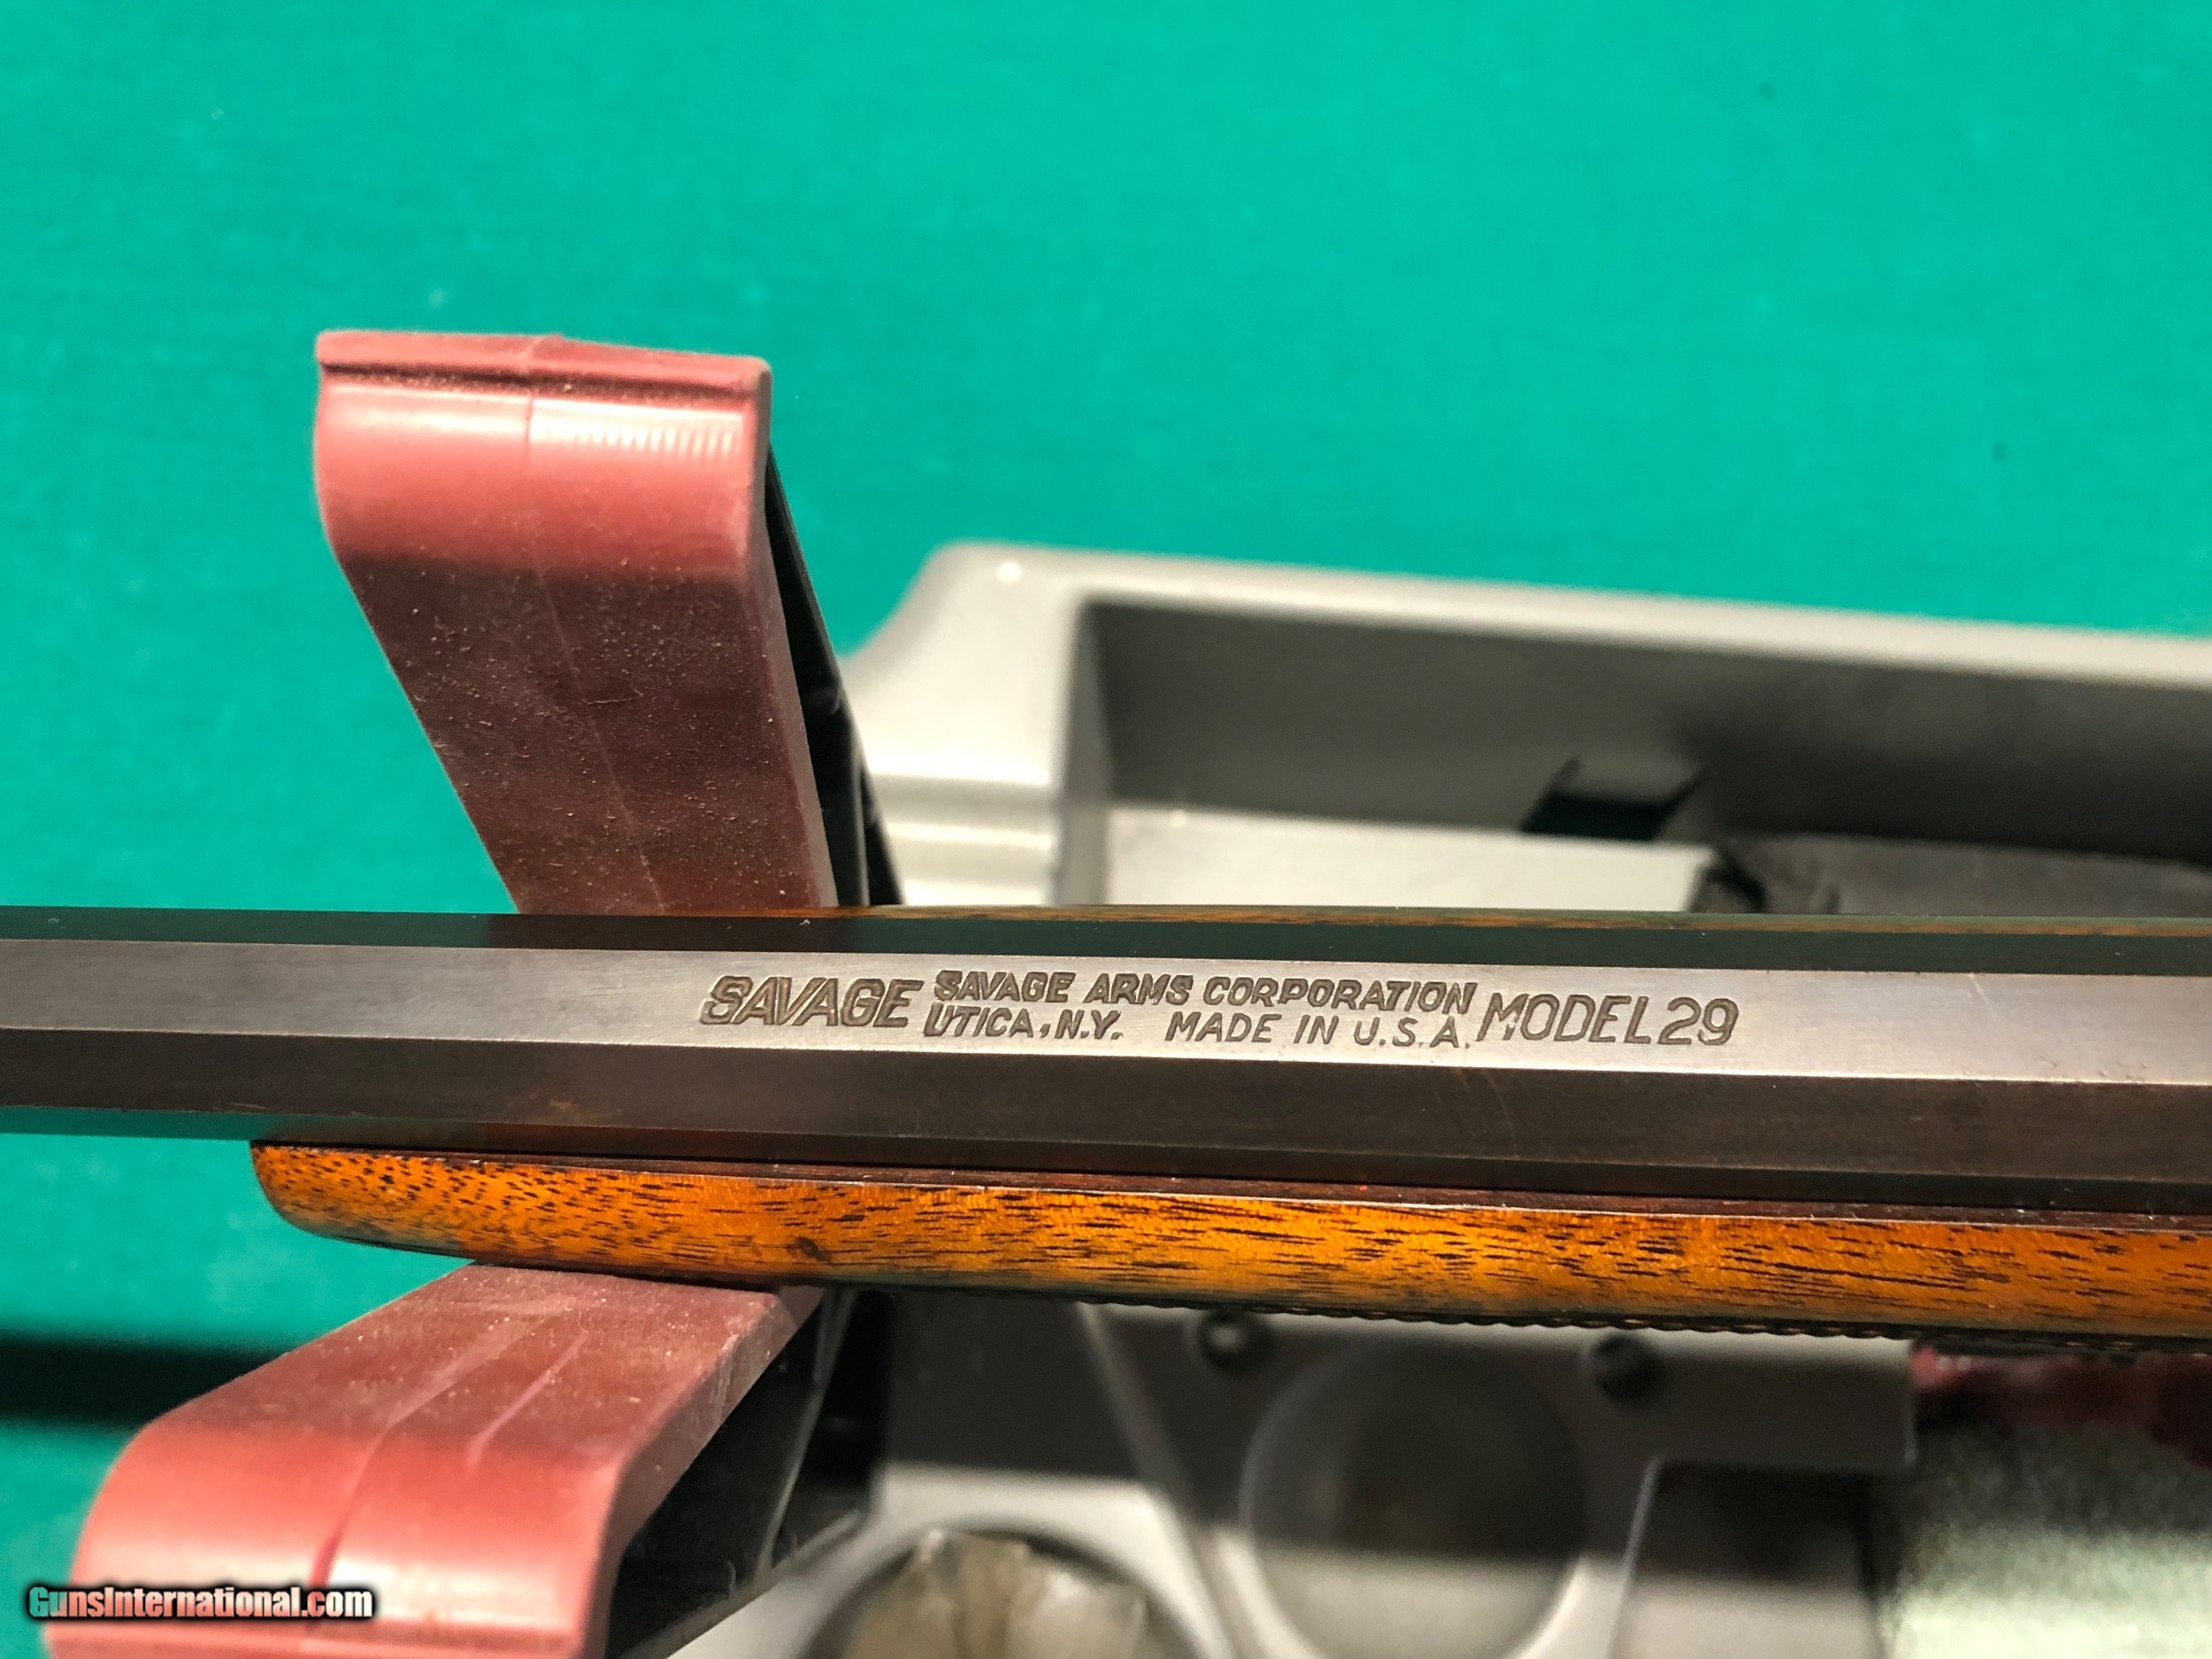 SAVAGE SAVAGE ARMS CORPORATION MODEL 29
UTICA, N.Y. MADE IN U.S.A.
GunsInternational.com